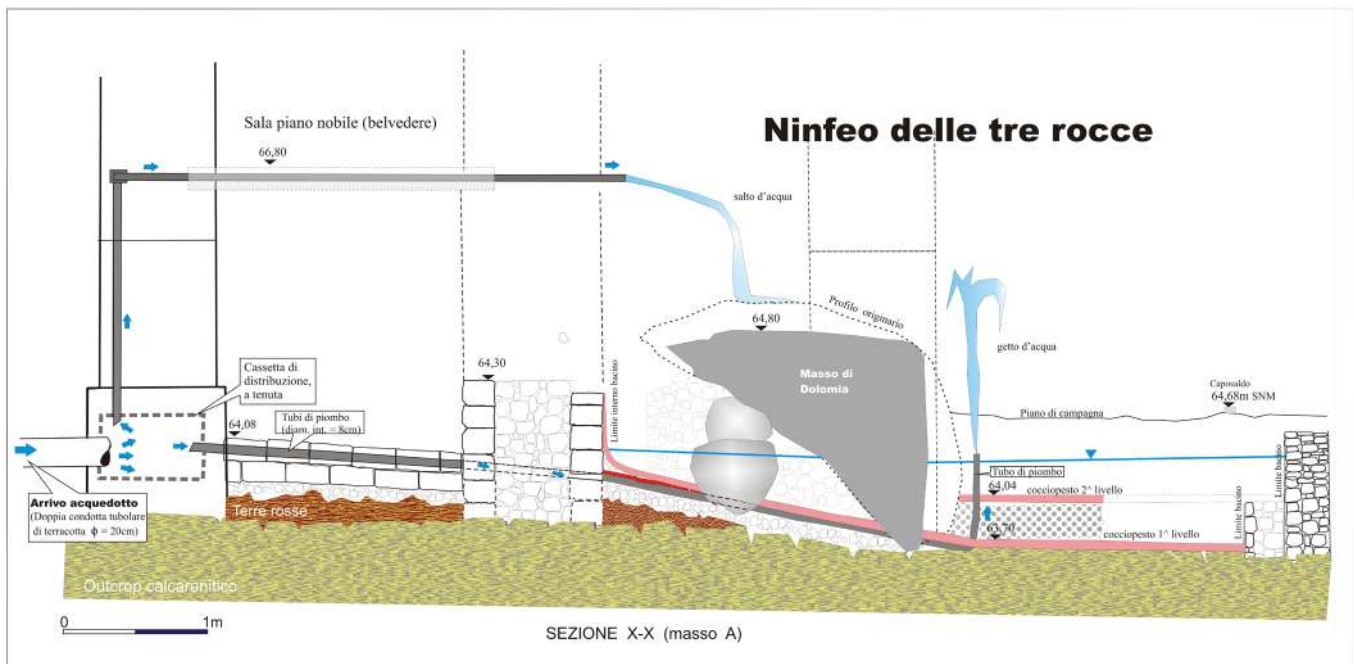 Ninfeo delle tre rocce
Sala piano nobile (belvedere)
66,80
salto d'acqua
Profilo originario
64,80
getto d'acqua
Masso di
Dolomia
Caposaldo
64,68m SNM
Piano di campagna
Cassetta di
distribuzione,
a tenuta
64,30
Limite interno bacino
Tubi di piombo
(diam. int. = 8cm)
64,08
Tubo di piombo
64,04
cocciopesto 2^ livello
Limite bacino
Limite bacino
63,70
cocciopesto 1^ livello
Arrivo acquedotto
(Doppia condotta tubolare
di terracotta ϕ = 20cm)
Terre rosse
Outcrop calcarenitico
0 1m
SEZIONE X-X (masso A)